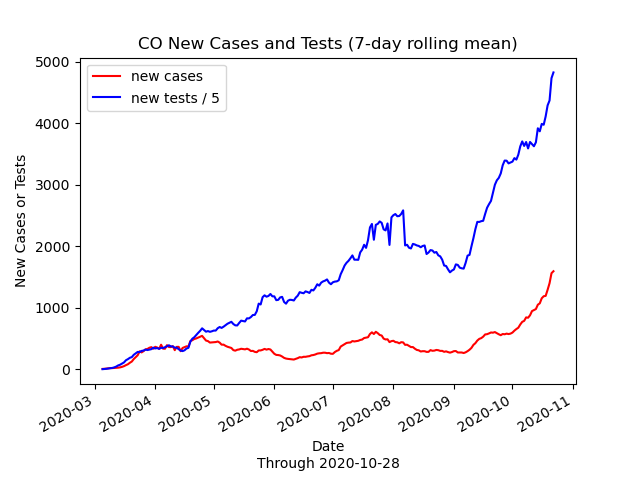 CO New Cases and Tests (7-day rolling mean)
new cases
new tests / 5
New Cases or Tests
5000
4000
3000
2000
1000
0
2020-03
2020-04
2020-05
2020-06
2020-07
2020-08
2020-09
2020-10
2020-11
Date
Through 2020-10-28